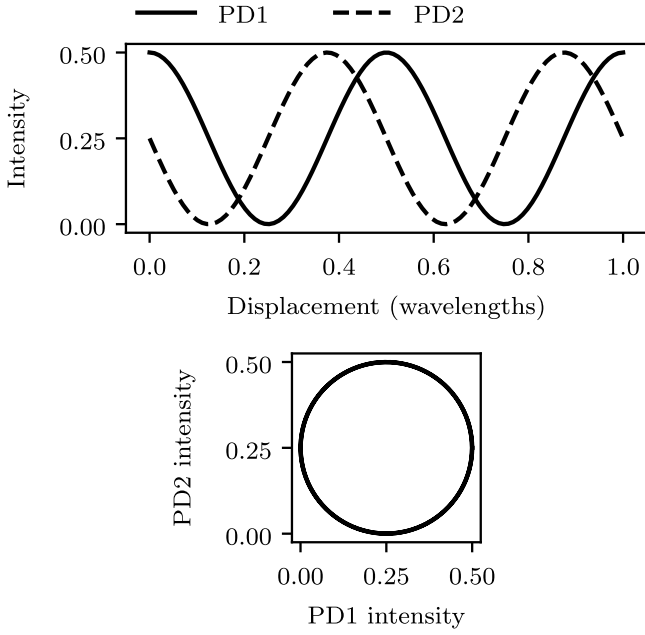 PD1 PD2
0.50
0.25
0.00
Intensity
0.0 0.2 0.4 0.6 0.8 1.0
Displacement (wavelengths)
0.50
0.25
0.00
PD2 intensity
0.00 0.25 0.50
PD1 intensity